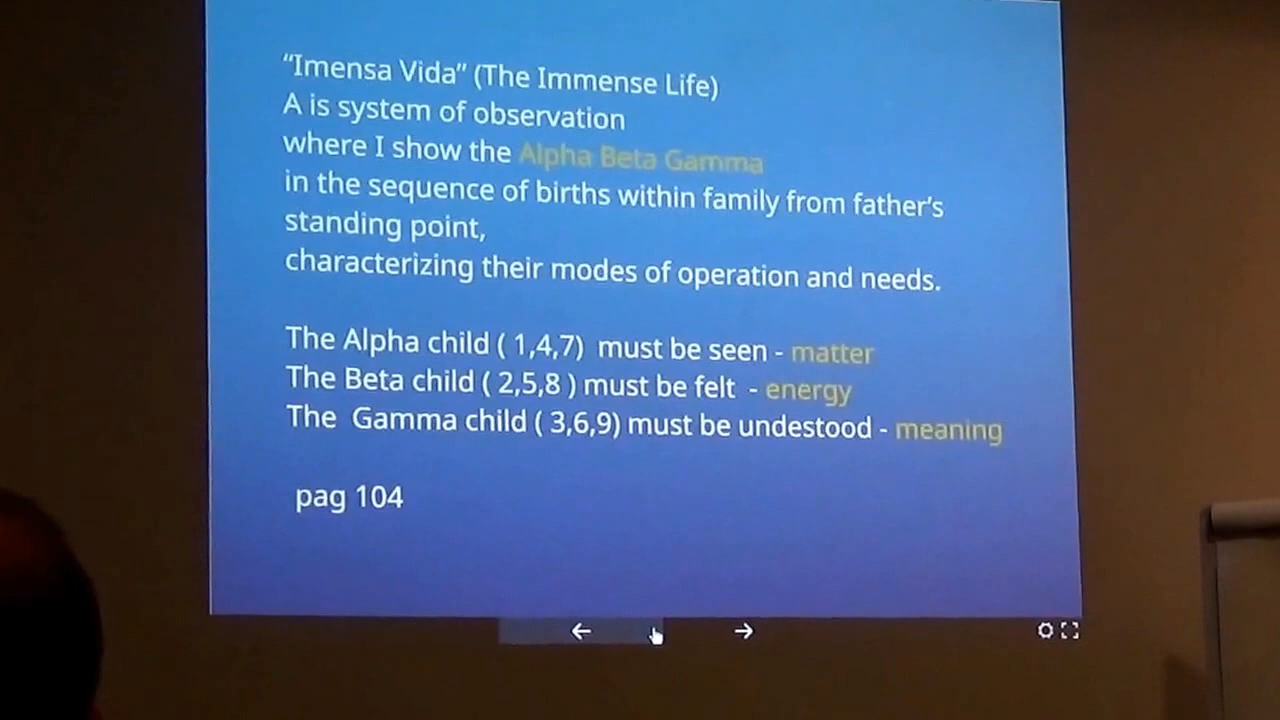 “Imensa Vida” (The Immense Life)
A is system of observation
where I show the Alpha Beta Gamma
in the sequence of births within family from father’s
standing point,
characterizing their modes of operation and needs.
The Alpha child ( 1,4,7)  must be seen - matter
The Beta child ( 2,5,8 ) must be felt  - energy
The  Gamma child ( 3,6,9) must be undestood - meaning
pag 104